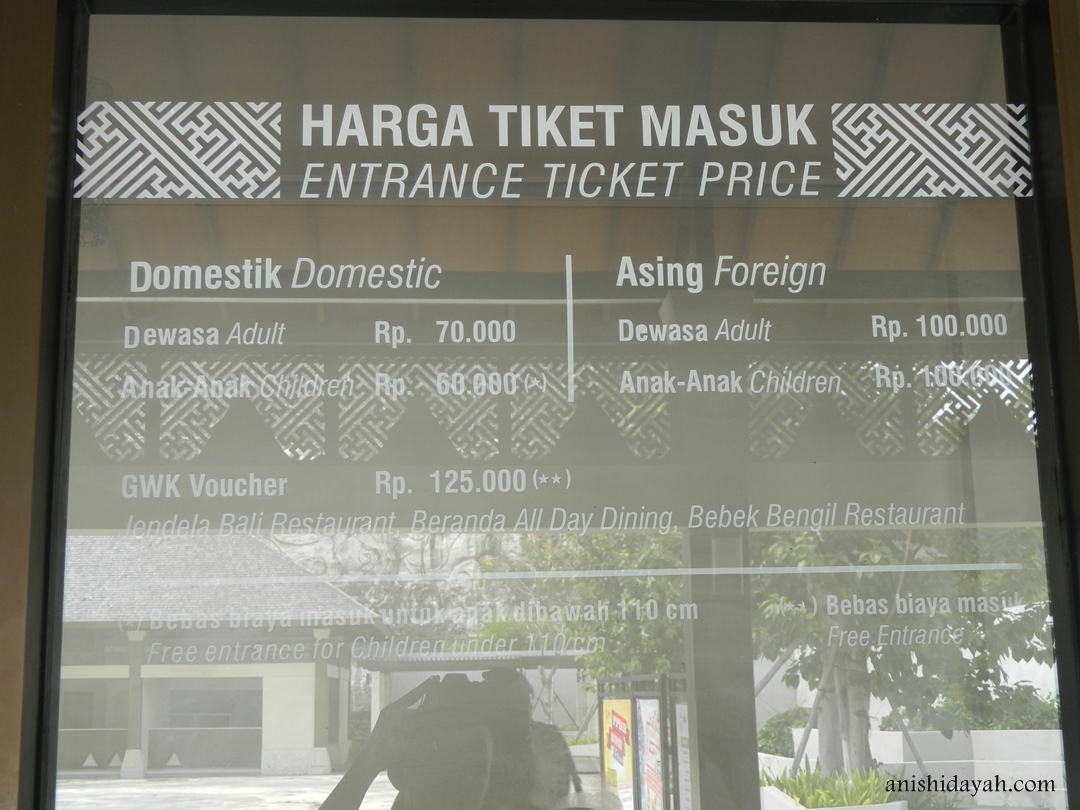 HARGA TIKET MASUK
ENTRANCE TICKET PRICE
Domestik Domestic
Dewasa Adult Rp. 70.000
Anak-Anak Children Rp. 60.000 (*)
Asing Foreign
Dewasa Adult Rp. 100.000
Anak-Anak Children Rp. 100.000
GWK Voucher Rp. 125.000 (**)
Jendela Bali Restaurant, Beranda All Day Dining, Bebek Bengil Restaurant
(*) Bebas biaya masuk untuk anak dibawah 110 cm
Free entrance for Children under 110 cm
(**) Bebas biaya masuk
Free Entrance
anishidayah.com